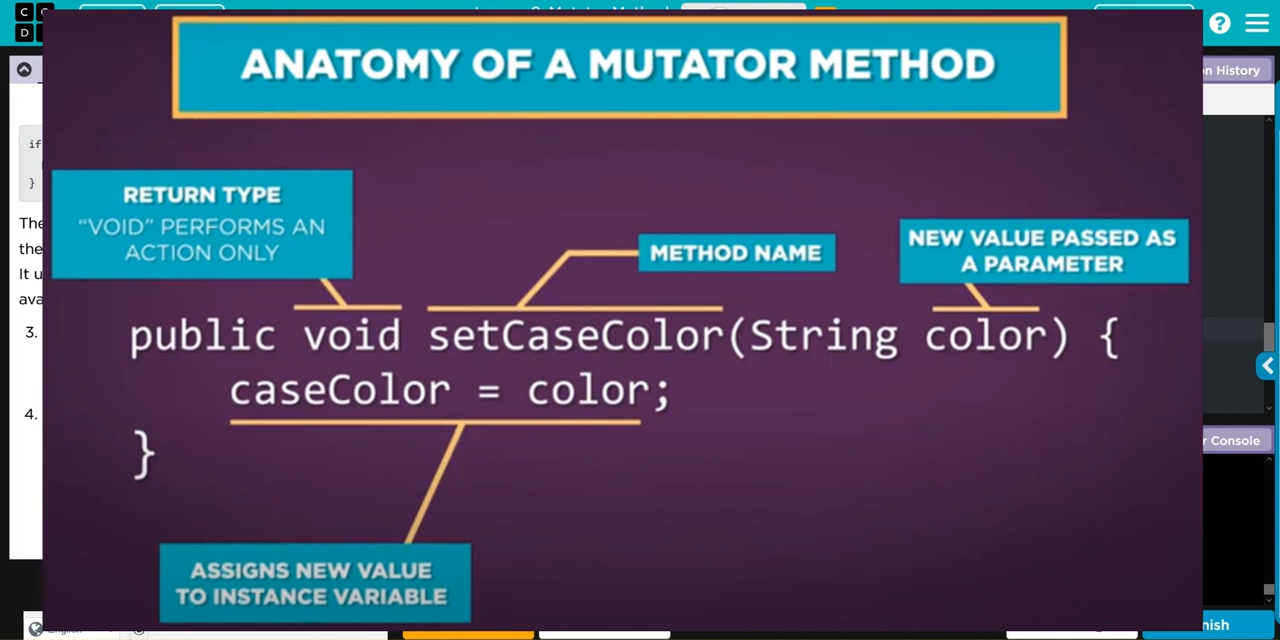 C
D
?
ANATOMY OF A MUTATOR METHOD
n History
if
}
RETURN TYPE
“VOID” PERFORMS AN
ACTION ONLY
METHOD NAME
NEW VALUE PASSED AS
A PARAMETER
The
the
It u
ava
3.
4.
public void setCaseColor(String color) {
caseColor = color;
}
r Console
ASSIGNS NEW VALUE
TO INSTANCE VARIABLE
nish